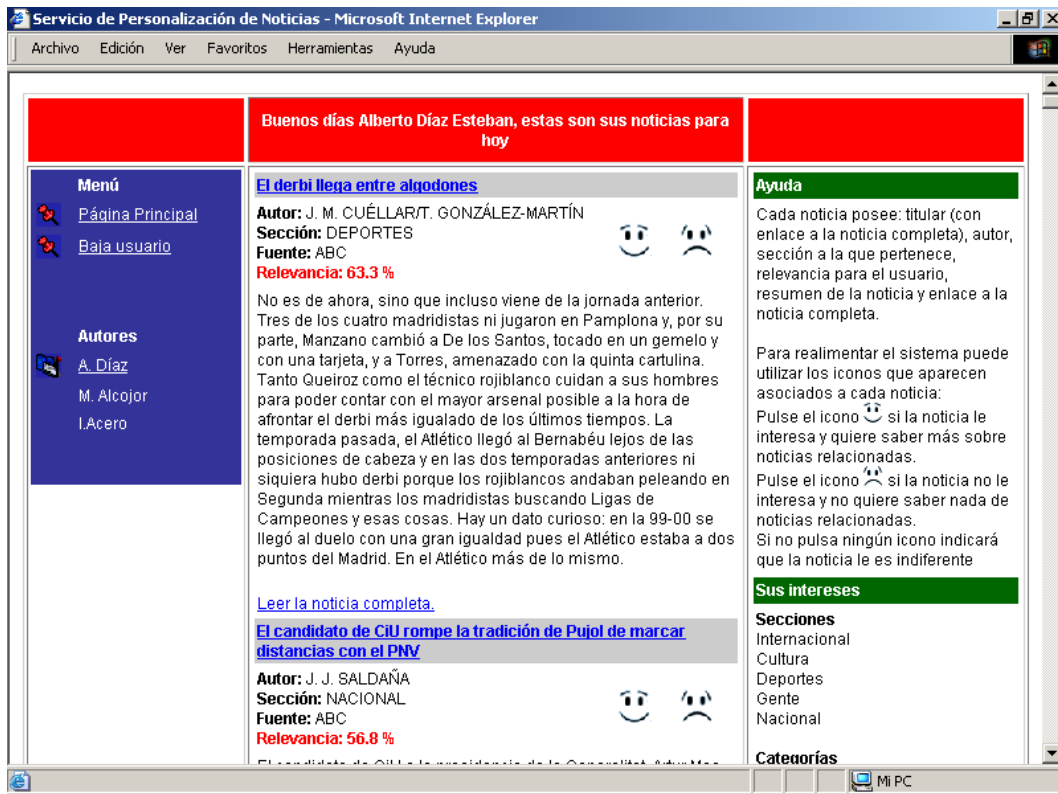 Servicio de Personalización de Noticias - Microsoft Internet Explorer
Archivo Edición Ver Favoritos Herramientas Ayuda
Buenos días Alberto Díaz Esteban, estas son sus noticias para
hoy
Menú
Página Principal
Baja usuario
Autores
A. Díaz
M. Alcojor
I.Acero
El derbi llega entre algodones
Autor: J. M. CUÉLLAR/T. GONZÁLEZ-MARTÍN
Sección: DEPORTES
Fuente: ABC
Relevancia: 63.3 %
No es de ahora, sino que incluso viene de la jornada anterior.
Tres de los cuatro madridistas ni jugaron en Pamplona y, por su
parte, Manzano cambió a De los Santos, tocado en un gemelo y
con una tarjeta, y a Torres, amenazado con la quinta cartulina.
Tanto Queiroz como el técnico rojiblanco cuidan a sus hombres
para poder contar con el mayor arsenal posible a la hora de
afrontar el derbi más igualado de los últimos tiempos. La
temporada pasada, el Atlético llegó al Bernabéu lejos de las
posiciones de cabeza y en las dos temporadas anteriores ni
siquiera hubo derbi porque los rojiblancos andaban peleando en
Segunda mientras los madridistas buscando Ligas de
Campeones y esas cosas. Hay un dato curioso: en la 99-00 se
llegó al duelo con una gran igualdad pues el Atlético estaba a dos
puntos del Madrid. En el Atlético más de lo mismo.
Leer la noticia completa.
El candidato de CiU rompe la tradición de Pujol de marcar
distancias con el PNV
Autor: J. J. SALDAÑA
Sección: NACIONAL
Fuente: ABC
Relevancia: 56.8 %
El candidato de CiU a la presidencia de la Generalitat, Artur Mas,
Ayuda
Cada noticia posee: titular (con
enlace a la noticia completa), autor,
sección a la que pertenece,
relevancia para el usuario,
resumen de la noticia y enlace a la
noticia completa.
Para realimentar el sistema puede
utilizar los iconos que aparecen
asociados a cada noticia:
Pulse el icono si la noticia le
interesa y quiere saber más sobre
noticias relacionadas.
Pulse el icono si la noticia no le
interesa y no quiere saber nada de
noticias relacionadas.
Si no pulsa ningún icono indicará
que la noticia le es indiferente
Sus intereses
Secciones
Internacional
Cultura
Deportes
Gente
Nacional
Categorías
Mi PC